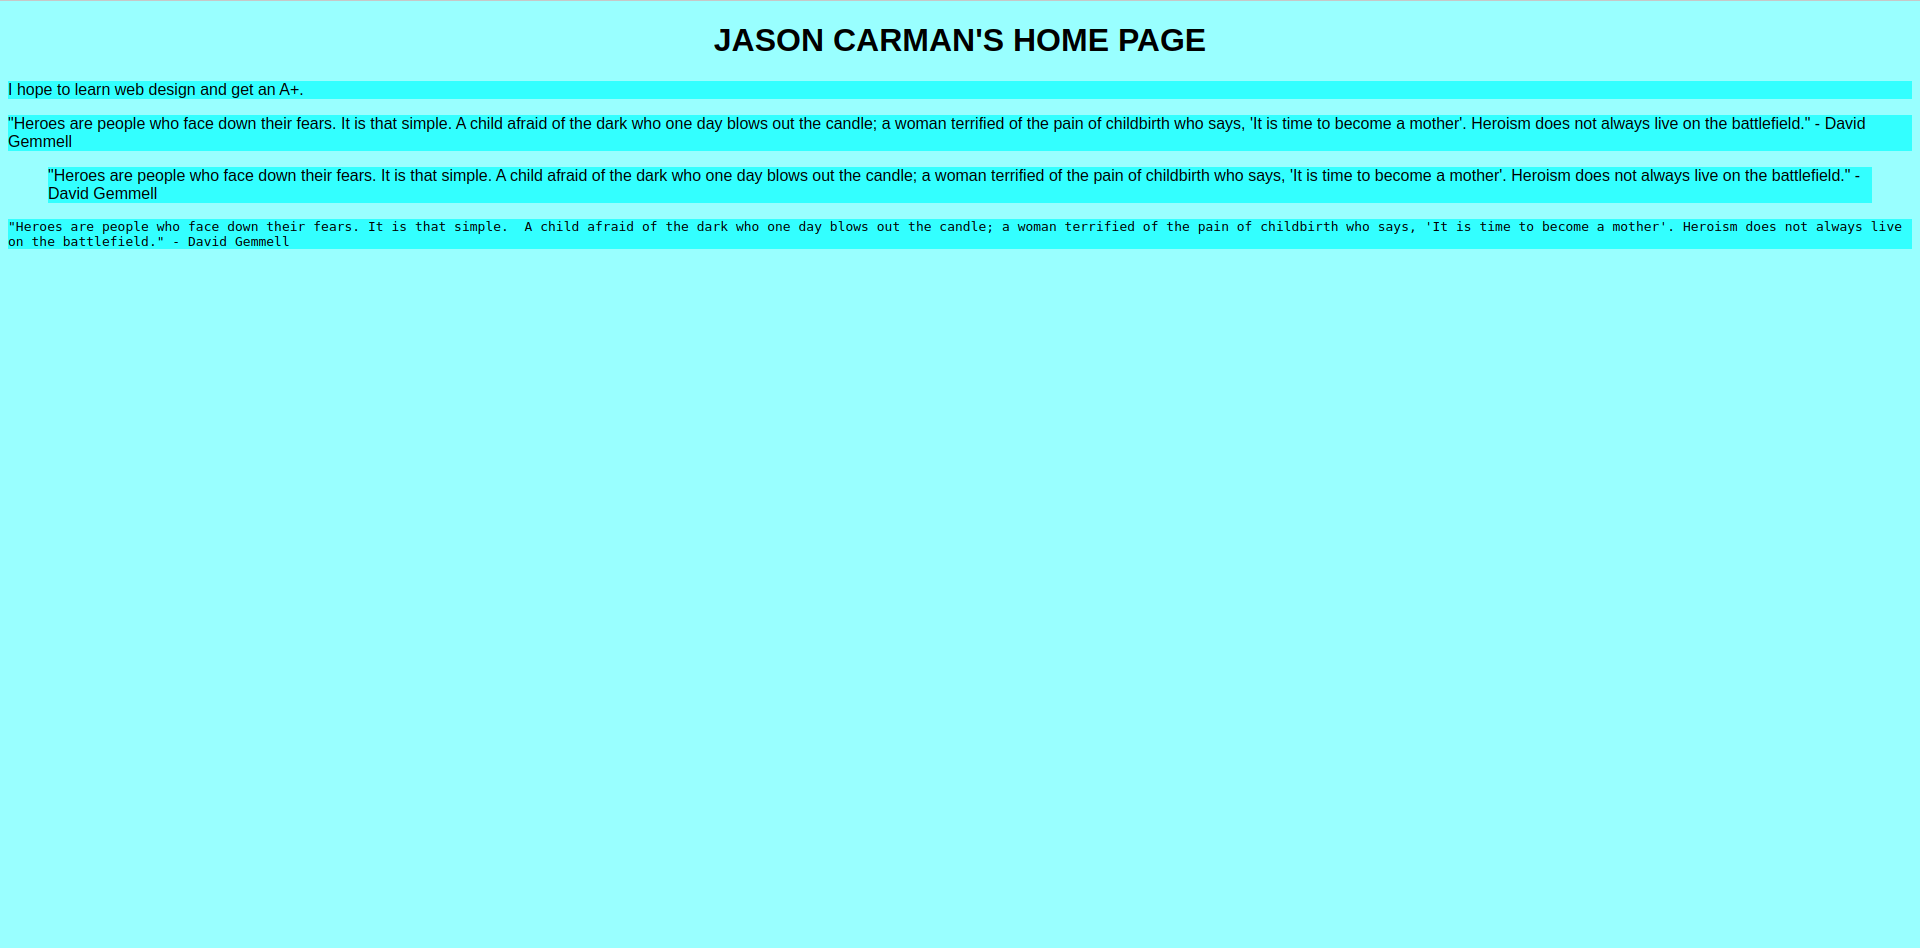 JASON CARMAN'S HOME PAGE
I hope to learn web design and get an A+.
"Heroes are people who face down their fears. It is that simple. A child afraid of the dark who one day blows out the candle; a woman terrified of the pain of childbirth who says, 'It is time to become a mother'. Heroism does not always live on the battlefield." - David
Gemmell
"Heroes are people who face down their fears. It is that simple. A child afraid of the dark who one day blows out the candle; a woman terrified of the pain of childbirth who says, 'It is time to become a mother'. Heroism does not always live on the battlefield." -
David Gemmell
"Heroes are people who face down their fears. It is that simple.  A child afraid of the dark who one day blows out the candle; a woman terrified of the pain of childbirth who says, 'It is time to become a mother'. Heroism does not always live
on the battlefield." - David Gemmell